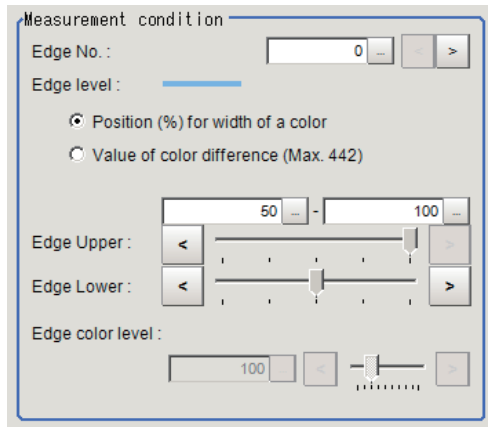 Measurement condition
Edge No. : 0 ... < >
Edge level :
Position (%) for width of a color
Value of color difference (Max. 442)
50 ... - 100 ...
Edge Upper : < >
Edge Lower : < >
Edge color level :
100 ... < >